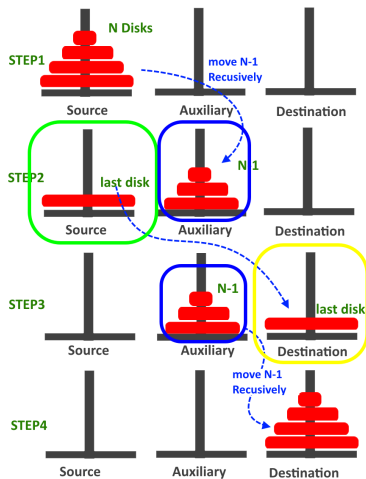 N Disks
STEP1
move N-1
Recusively
Source
Auxiliary
Destination
STEP2
last disk
N-1
Source
Auxiliary
Destination
STEP3
N-1
last disk
Source
Auxiliary
Destination
move N-1
Recusively
STEP4
Source
Auxiliary
Destination